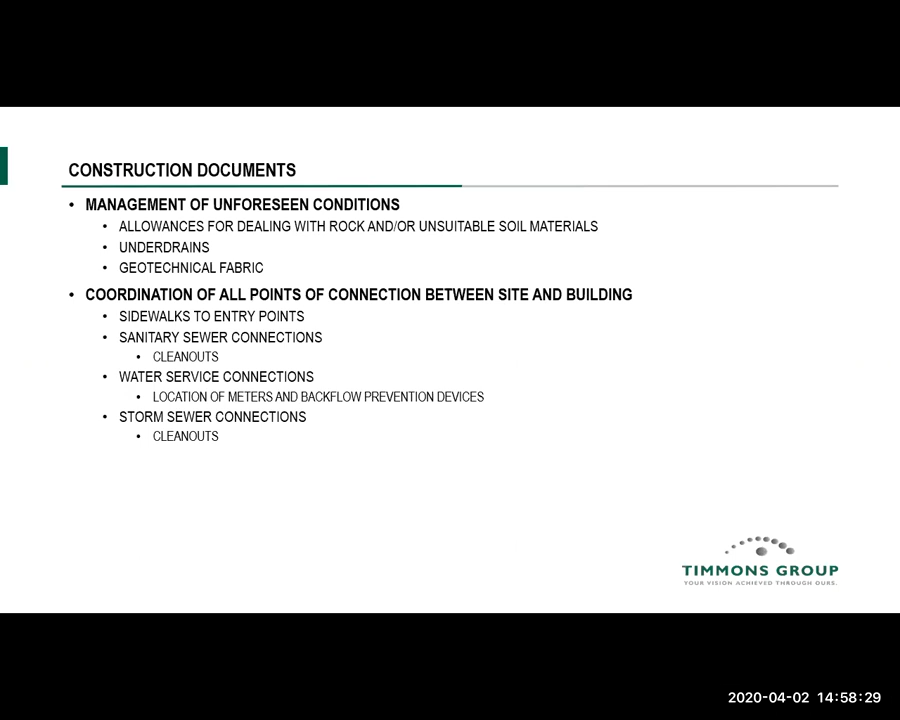 CONSTRUCTION DOCUMENTS
• MANAGEMENT OF UNFORESEEN CONDITIONS
• ALLOWANCES FOR DEALING WITH ROCK AND/OR UNSUITABLE SOIL MATERIALS
• UNDERDRAINS
• GEOTECHNICAL FABRIC
• COORDINATION OF ALL POINTS OF CONNECTION BETWEEN SITE AND BUILDING
• SIDEWALKS TO ENTRY POINTS
• SANITARY SEWER CONNECTIONS
• CLEANOUTS
• WATER SERVICE CONNECTIONS
• LOCATION OF METERS AND BACKFLOW PREVENTION DEVICES
• STORM SEWER CONNECTIONS
• CLEANOUTS
TIMMONS GROUP
YOUR VISION ACHIEVED THROUGH OURS.
2020-04-02 14:58:29